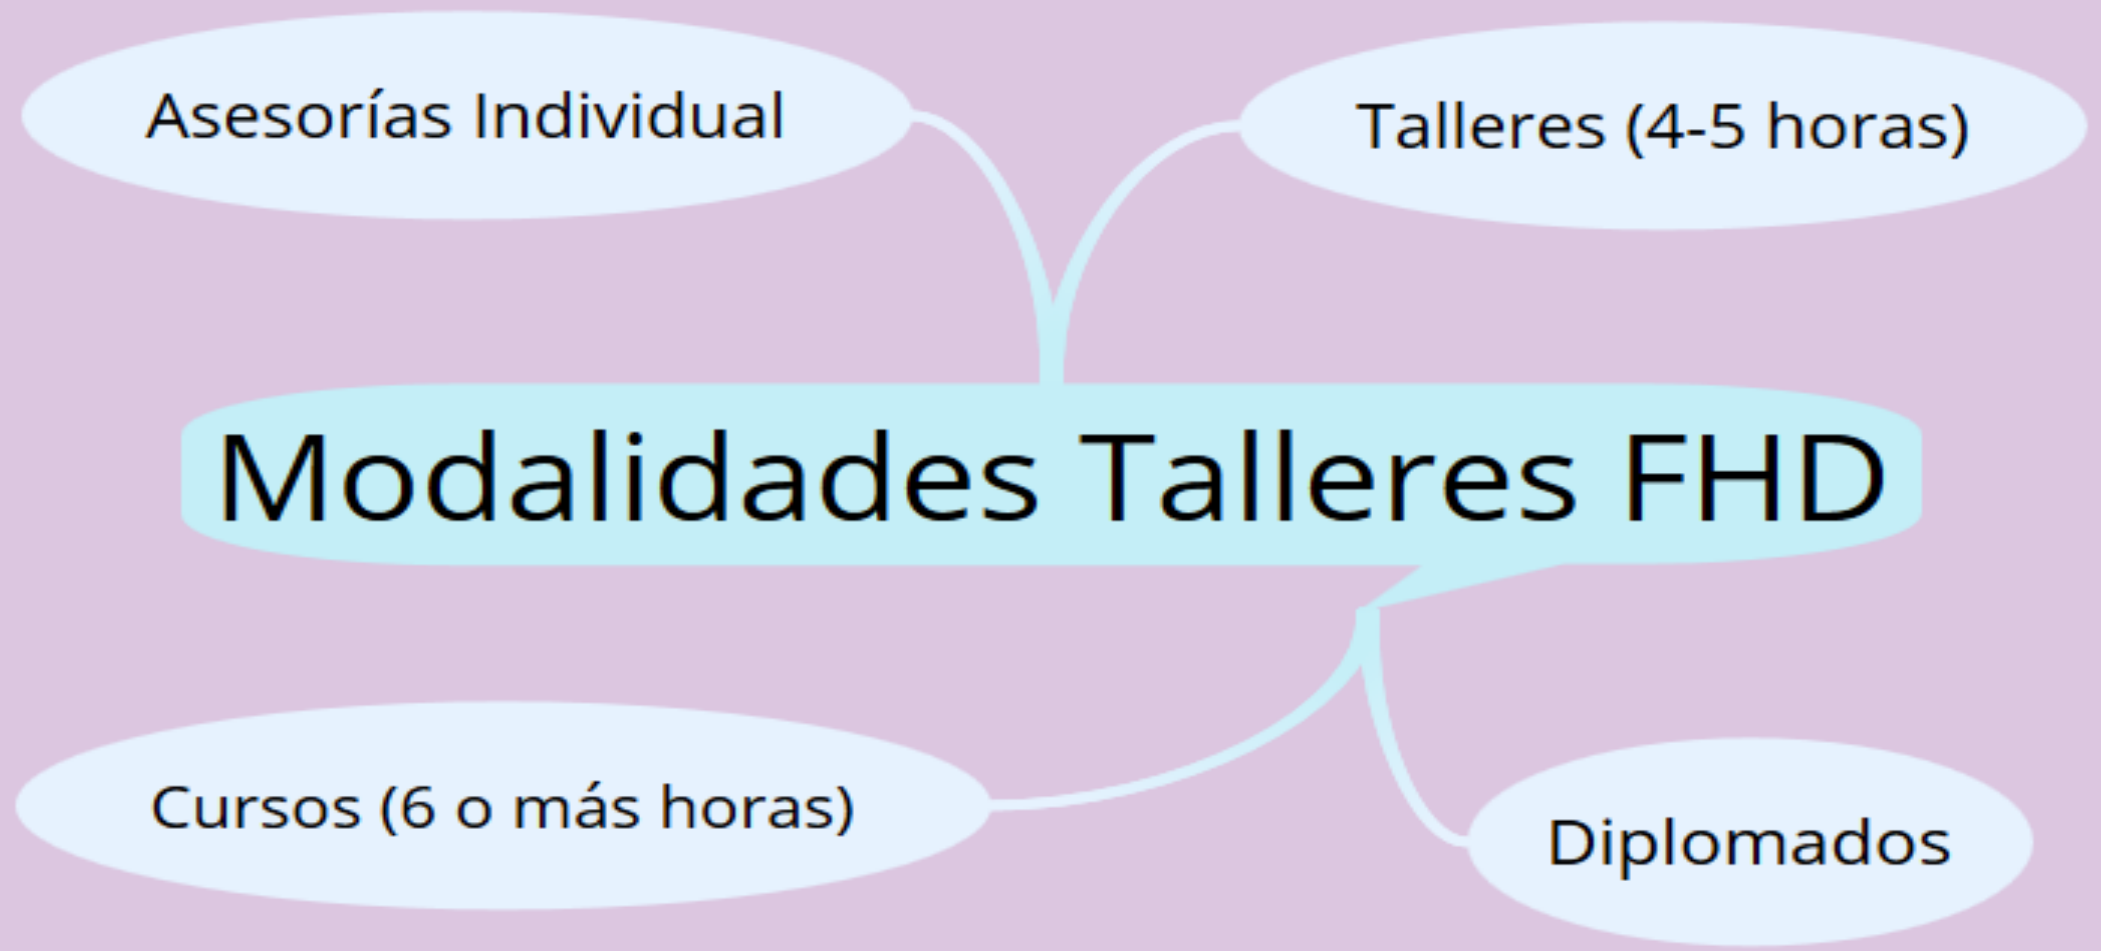 Asesorías Individual
Talleres (4-5 horas)
Modalidades Talleres FHD
Cursos (6 o más horas)
Diplomados